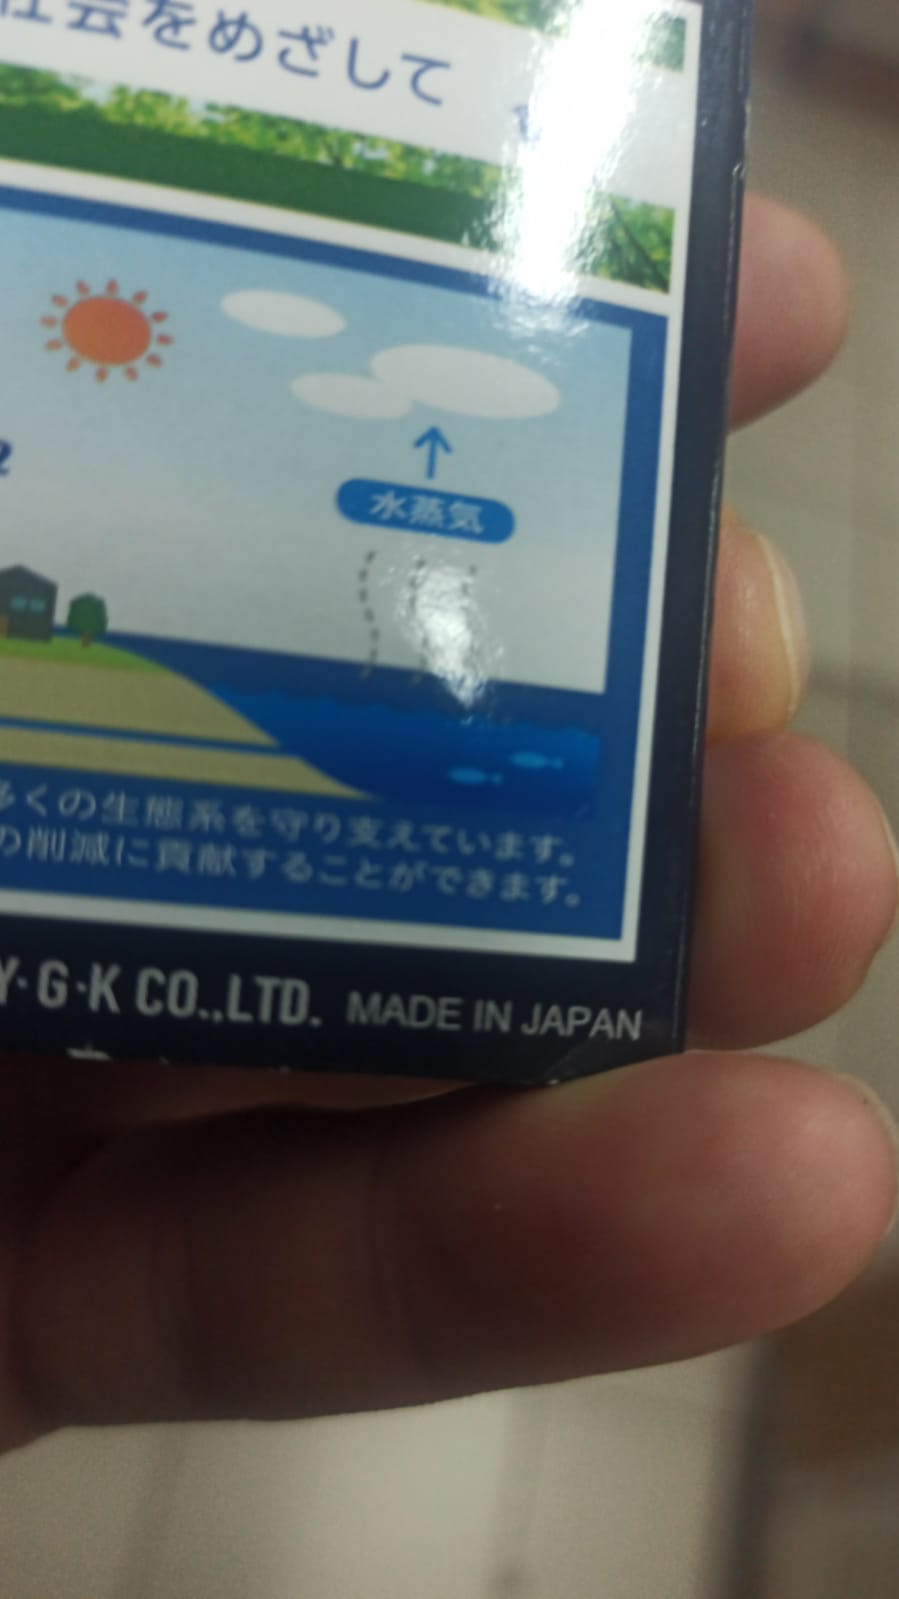 会をめざして
2
水蒸気
多くの生態系を守り支えています。
の削減に貢献することができます。
Y·G·K CO.,LTD. MADE IN JAPAN